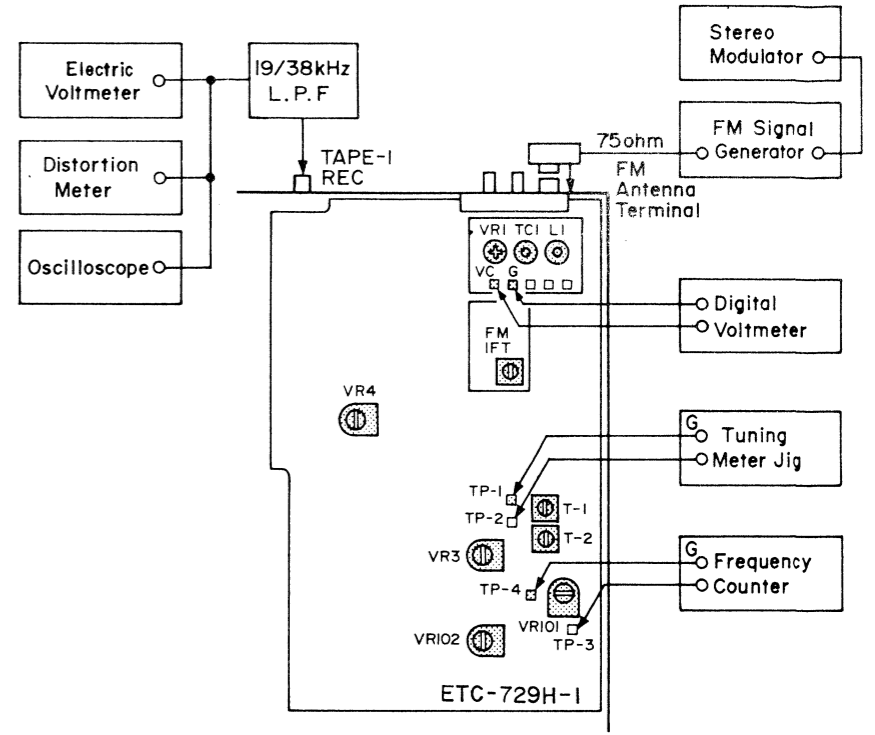 Electric
Voltmeter
19/38kHz
L.P.F
Stereo
Modulator
Distortion
Meter
TAPE-1
REC
75ohm
FM
Antenna
Terminal
FM Signal
Generator
Oscilloscope
VR1 TC1 L1
VC G
Digital
Voltmeter
FM
IFT
VR4
G
Tuning
Meter Jig
TP-1
TP-2
T-1
T-2
VR3
G
Frequency
Counter
TP-4
VR101
TP-3
VR102
ETC-729H-1